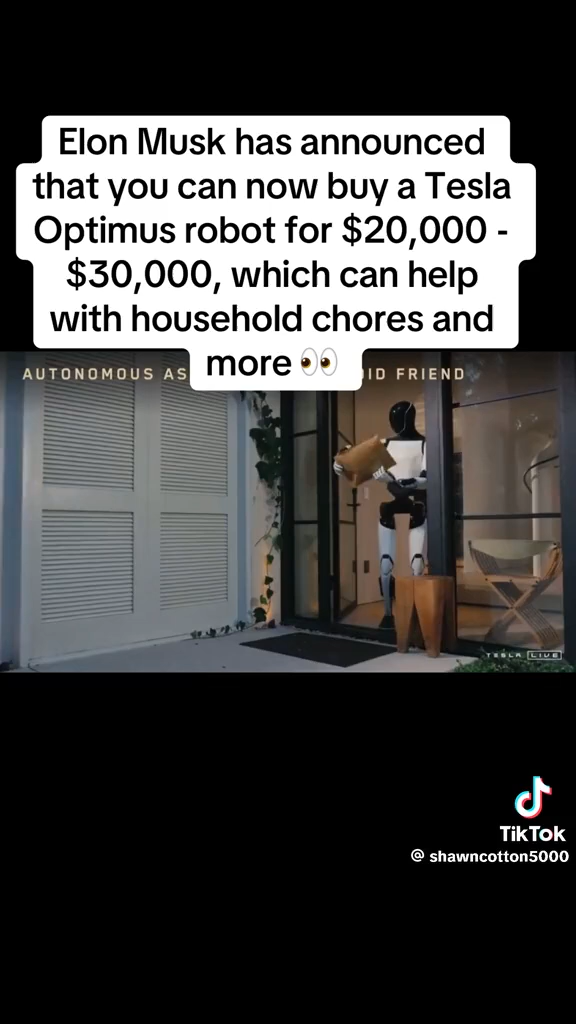 Elon Musk has announced
that you can now buy a Tesla
Optimus robot for $20,000 -
$30,000, which can help
with household chores and
more 👀
AUTONOMOUS AS ID FRIEND
TESLA LIVE
TikTok
@ shawncotton5000